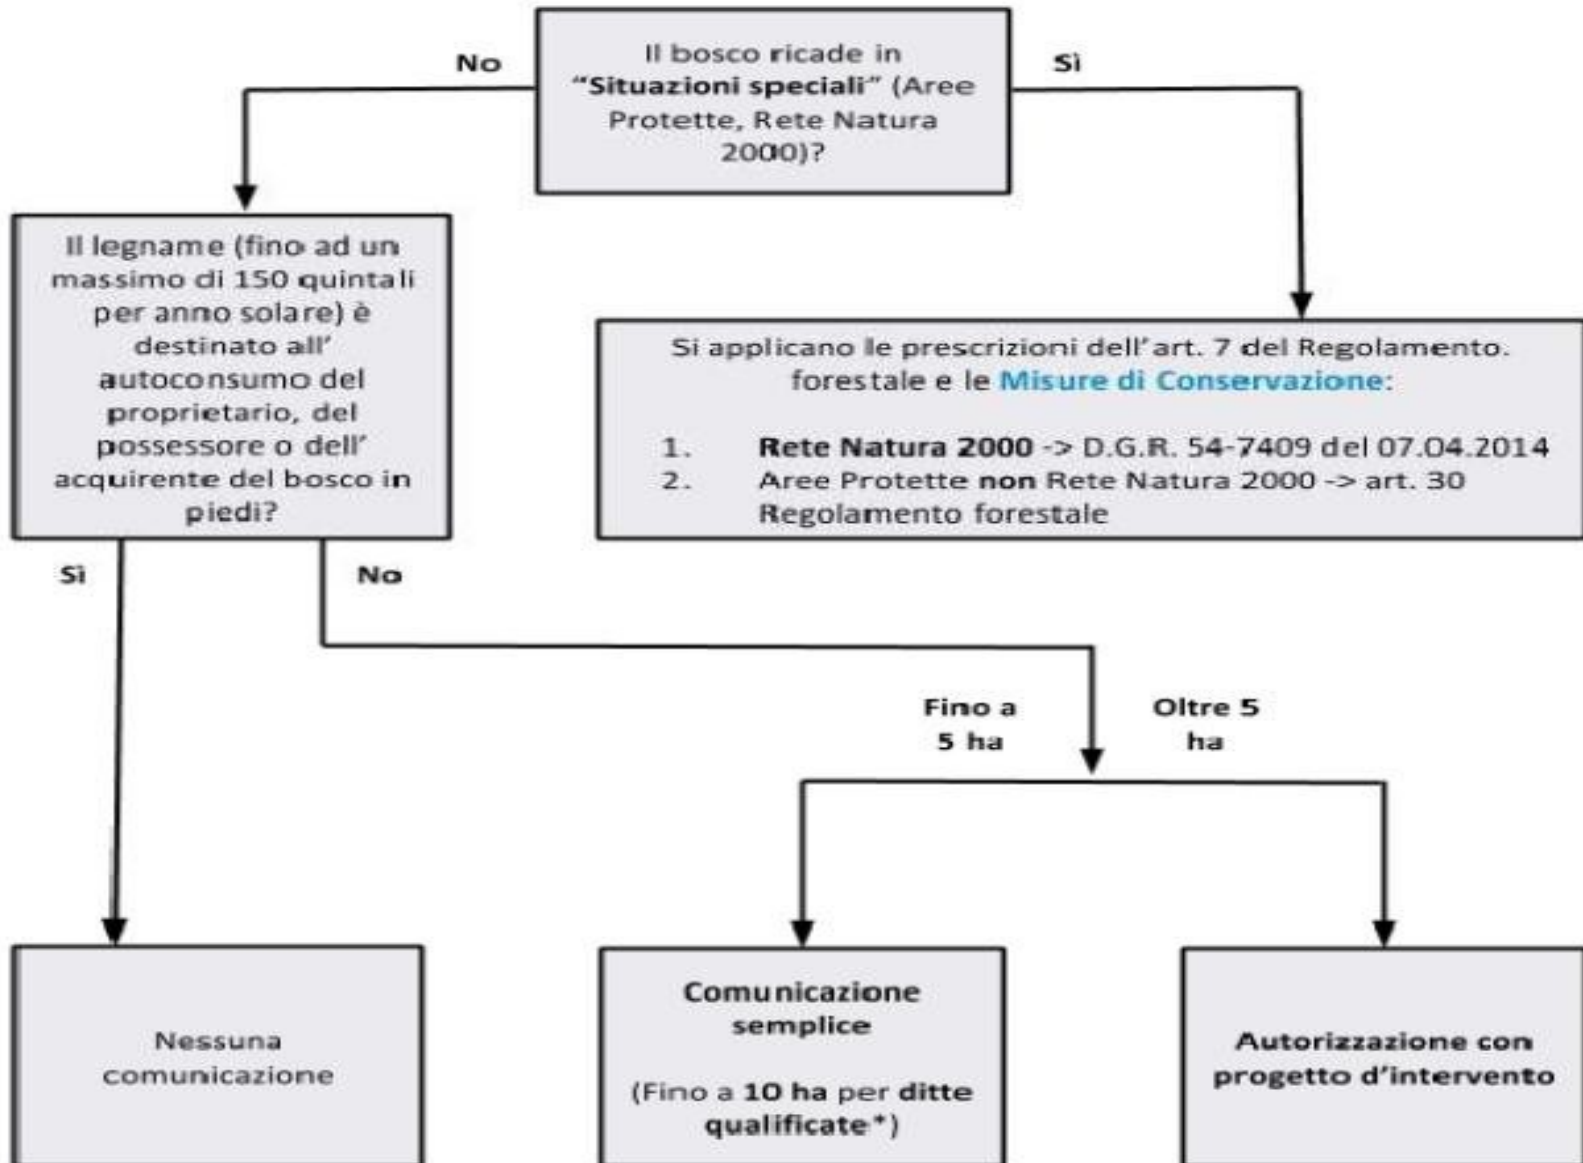 No
Il bosco ricade in
“Situazioni speciali” (Aree
Protette, Rete Natura
2000)?
Sì
Il legname (fino ad un
massimo di 150 quintali
per anno solare) è
destinato all’
autoconsumo del
proprietario, del
possessore o dell’
acquirente del bosco in
piedi?
Si applicano le prescrizioni dell’art. 7 del Regolamento.
forestale e le Misure di Conservazione:
1. Rete Natura 2000 -> D.G.R. 54-7409 del 07.04.2014
2. Aree Protette non Rete Natura 2000 -> art. 30
Regolamento forestale
Sì
No
Fino a
5 ha
Oltre 5
ha
Nessuna
comunicazione
Comunicazione
semplice
(Fino a 10 ha per ditte
qualificate*)
Autorizzazione con
progetto d’intervento